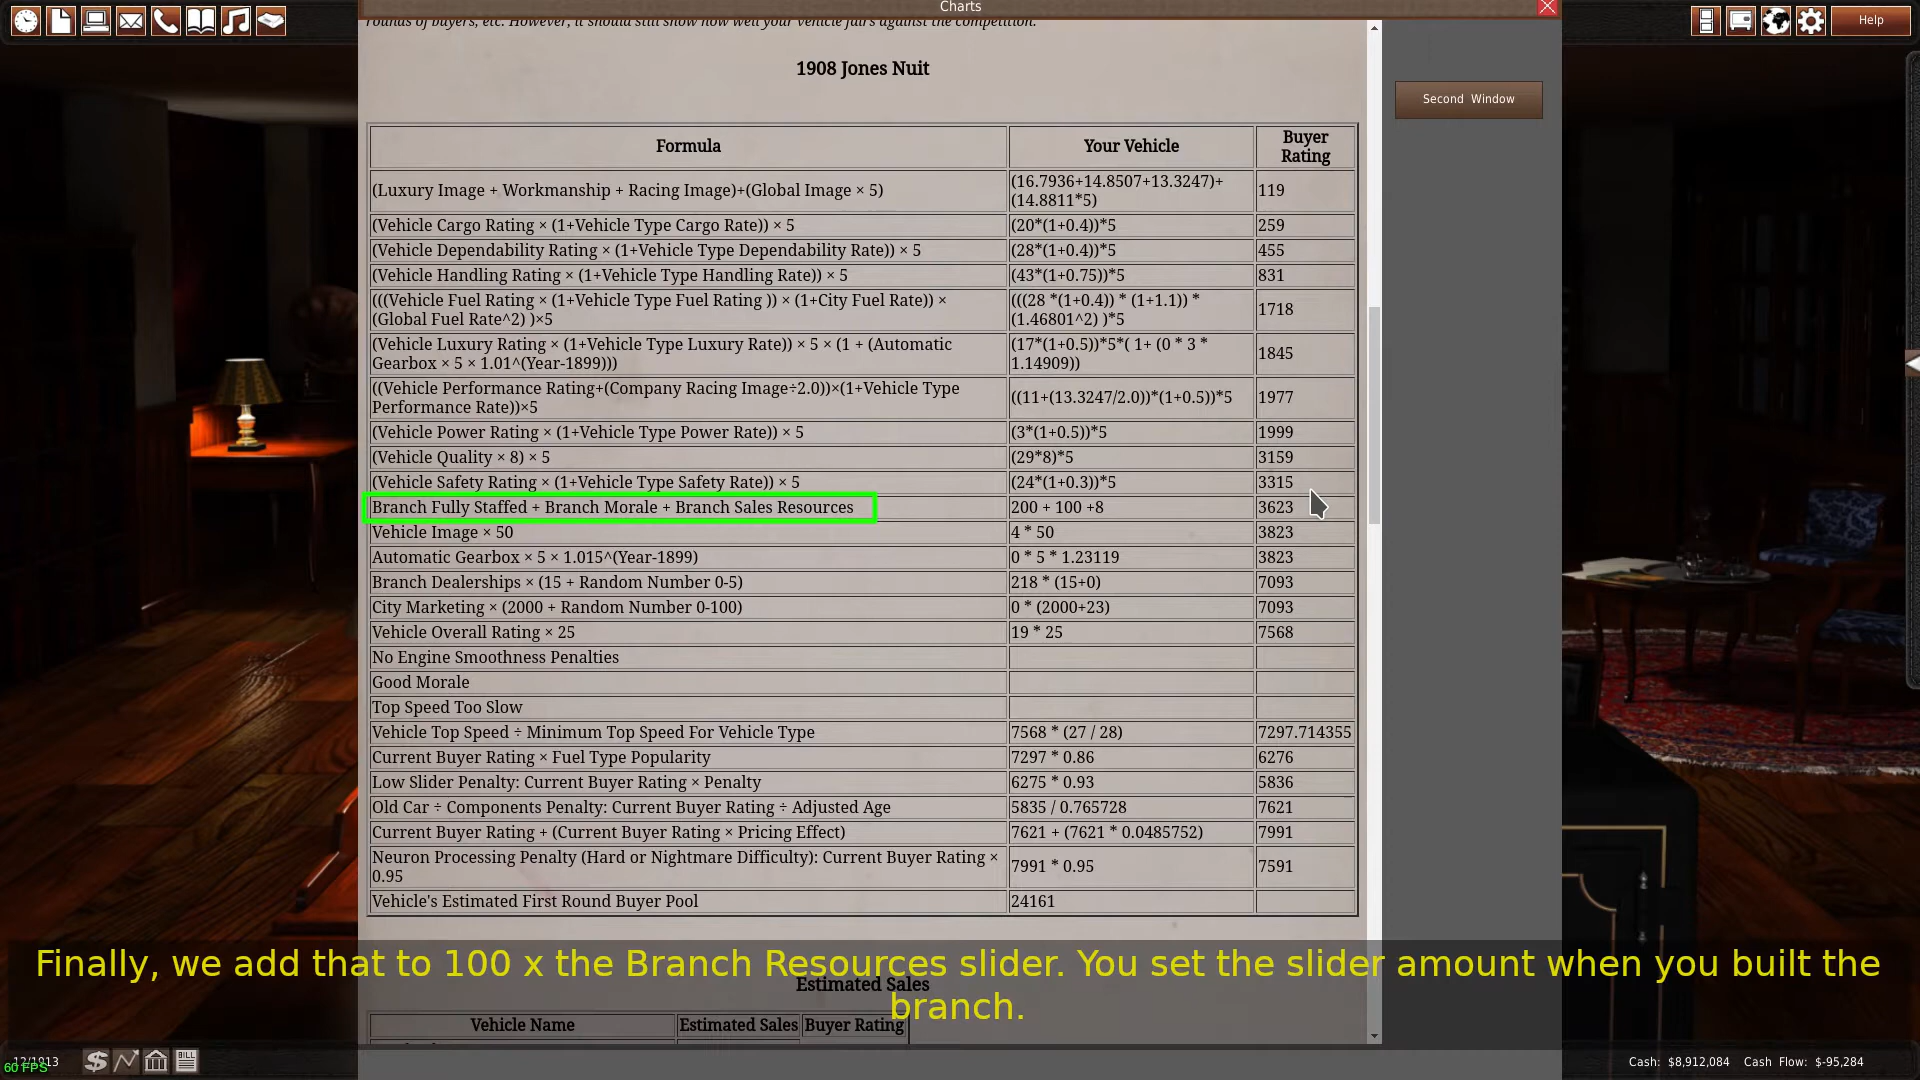 Charts
Help
rounds of buyers, etc. However, it should still show how well your vehicle fairs against the competition.
1908 Jones Nuit
Second Window
Formula Your Vehicle Buyer Rating
(Luxury Image + Workmanship + Racing Image)+(Global Image × 5) (16.7936+14.8507+13.3247)+ (14.8811*5) 119
(Vehicle Cargo Rating × (1+Vehicle Type Cargo Rate)) × 5 (20*(1+0.4))*5 259
(Vehicle Dependability Rating × (1+Vehicle Type Dependability Rate)) × 5 (28*(1+0.4))*5 455
(Vehicle Handling Rating × (1+Vehicle Type Handling Rate)) × 5 (43*(1+0.75))*5 831
(((Vehicle Fuel Rating × (1+Vehicle Type Fuel Rating )) × (1+City Fuel Rate)) × (((28 *(1+0.4)) * (1+1.1)) *
(Global Fuel Rate^2) )×5 (1.46801^2) )*5 1718
(Vehicle Luxury Rating × (1+Vehicle Type Luxury Rate)) × 5 × (1 + (Automatic (17*(1+0.5))*5*( 1+ (0 * 3 *
Gearbox × 5 × 1.01^(Year-1899))) 1.14909)) 1845
((Vehicle Performance Rating+(Company Racing Image÷2.0))×(1+Vehicle Type
Performance Rate))×5 ((11+(13.3247/2.0))*(1+0.5))*5 1977
(Vehicle Power Rating × (1+Vehicle Type Power Rate)) × 5 (3*(1+0.5))*5 1999
(Vehicle Quality × 8) × 5 (29*8)*5 3159
(Vehicle Safety Rating × (1+Vehicle Type Safety Rate)) × 5 (24*(1+0.3))*5 3315
Branch Fully Staffed + Branch Morale + Branch Sales Resources 200 + 100 +8 3623
Vehicle Image × 50 4 * 50 3823
Automatic Gearbox × 5 × 1.015^(Year-1899) 0 * 5 * 1.23119 3823
Branch Dealerships × (15 + Random Number 0-5) 218 * (15+0) 7093
City Marketing × (2000 + Random Number 0-100) 0 * (2000+23) 7093
Vehicle Overall Rating × 25 19 * 25 7568
No Engine Smoothness Penalties
Good Morale
Top Speed Too Slow
Vehicle Top Speed ÷ Minimum Top Speed For Vehicle Type 7568 * (27 / 28) 7297.714355
Current Buyer Rating × Fuel Type Popularity 7297 * 0.86 6276
Low Slider Penalty: Current Buyer Rating × Penalty 6275 * 0.93 5836
Old Car ÷ Components Penalty: Current Buyer Rating ÷ Adjusted Age 5835 / 0.765728 7621
Current Buyer Rating + (Current Buyer Rating × Pricing Effect) 7621 + (7621 * 0.0485752) 7991
Neuron Processing Penalty (Hard or Nightmare Difficulty): Current Buyer Rating ×
0.95 7991 * 0.95 7591
Vehicle's Estimated First Round Buyer Pool 24161
Finally, we add that to 100 x the Branch Resources slider. You set the slider amount when you built the
branch.
Estimated Sales
Vehicle Name Estimated Sales Buyer Rating
12/1913
60 FPS
BILL
Cash: $8,912,084 Cash Flow: $-95,284